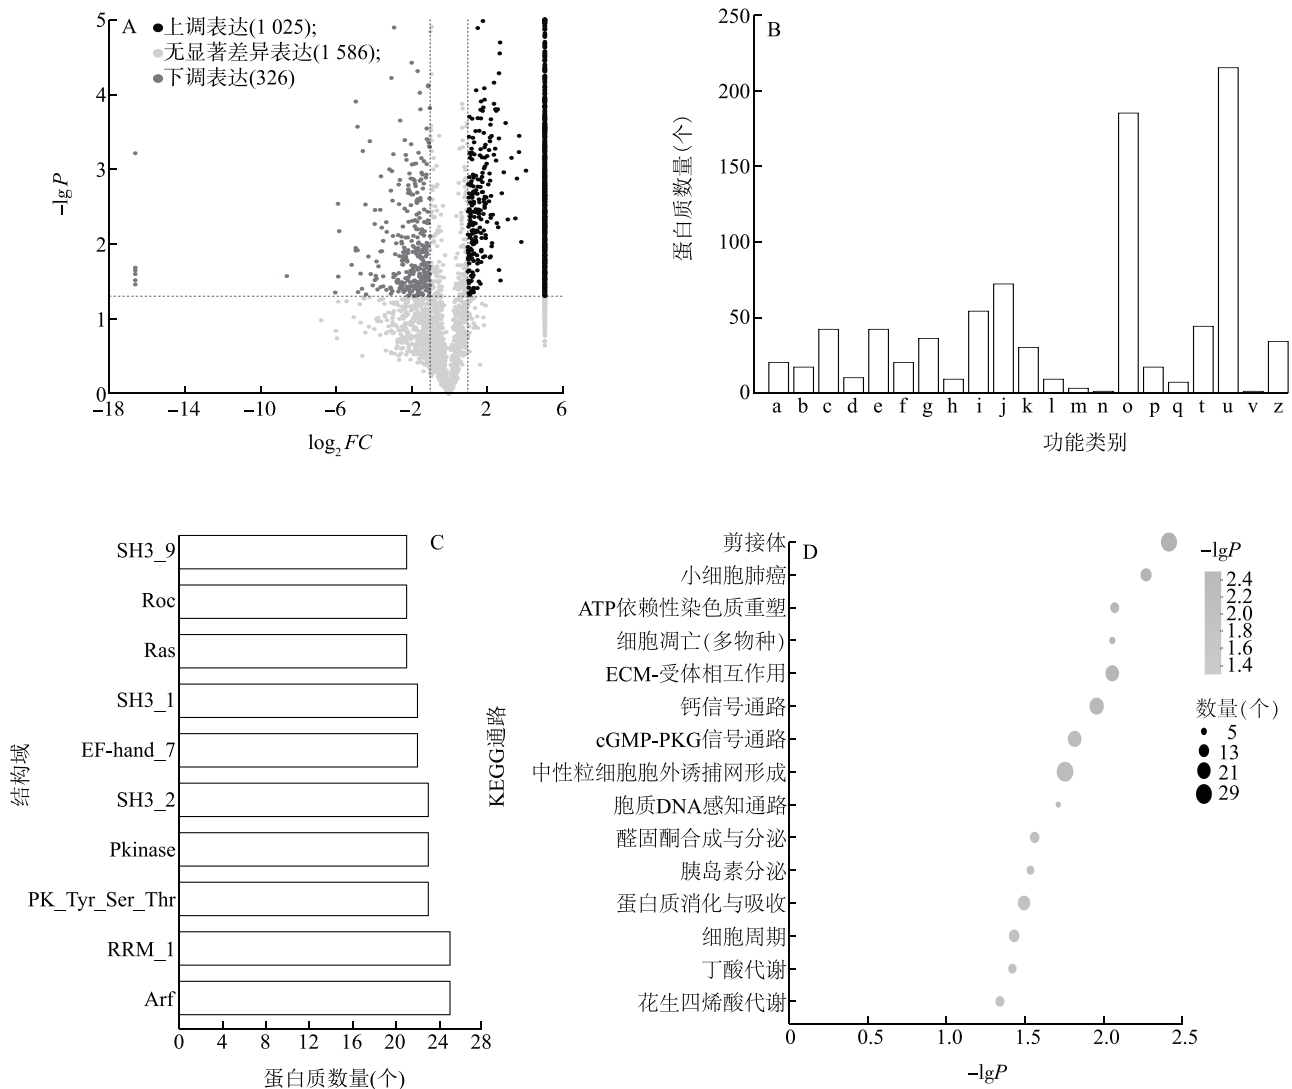 A
上调表达(1 025);
无显著差异表达(1 586);
下调表达(326)
5
4
3
2
1
0
−lgP
−18 −14 −10 −6 −2 2 6
log₂FC
B
250
200
150
100
50
0
蛋白质数量(个)
a b c d e f g h i j k l m n o p q t u v z
功能类别
C
SH3_9
Roc
Ras
SH3_1
EF-hand_7
SH3_2
Pkinase
PK_Tyr_Ser_Thr
RRM_1
Arf
结构域
0 4 8 12 16 20 24 28
蛋白质数量(个)
D
剪接体
小细胞肺癌
ATP依赖性染色质重塑
细胞凋亡(多物种)
ECM-受体相互作用
钙信号通路
cGMP-PKG信号通路
中性粒细胞胞外诱捕网形成
胞质DNA感知通路
醛固酮合成与分泌
胰岛素分泌
蛋白质消化与吸收
细胞周期
丁酸代谢
花生四烯酸代谢
KEGG通路
0 0.5 1.0 1.5 2.0 2.5
−lgP
−lgP
2.4
2.2
2.0
1.8
1.6
1.4
数量(个)
5
13
21
29